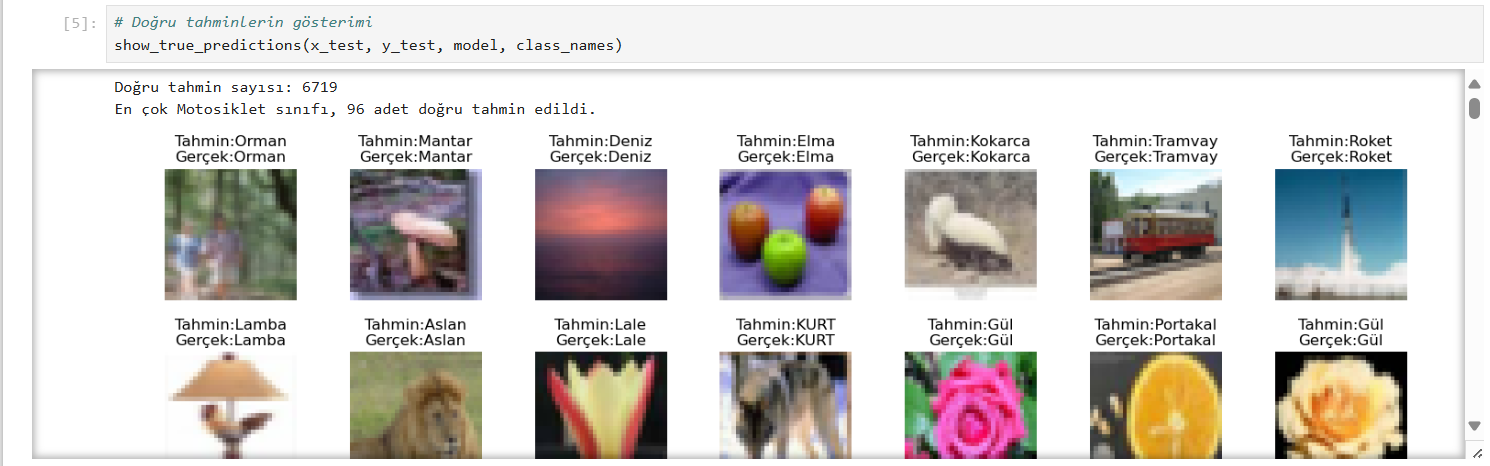 [5]:
# Doğru tahminlerin gösterimi
show_true_predictions(x_test, y_test, model, class_names)
Doğru tahmin sayısı: 6719
En çok Motosiklet sınıfı, 96 adet doğru tahmin edildi.
Tahmin:Orman
Gerçek:Orman
Tahmin:Mantar
Gerçek:Mantar
Tahmin:Deniz
Gerçek:Deniz
Tahmin:Elma
Gerçek:Elma
Tahmin:Kokarca
Gerçek:Kokarca
Tahmin:Tramvay
Gerçek:Tramvay
Tahmin:Roket
Gerçek:Roket
Tahmin:Lamba
Gerçek:Lamba
Tahmin:Aslan
Gerçek:Aslan
Tahmin:Lale
Gerçek:Lale
Tahmin:KURT
Gerçek:KURT
Tahmin:Gül
Gerçek:Gül
Tahmin:Portakal
Gerçek:Portakal
Tahmin:Gül
Gerçek:Gül